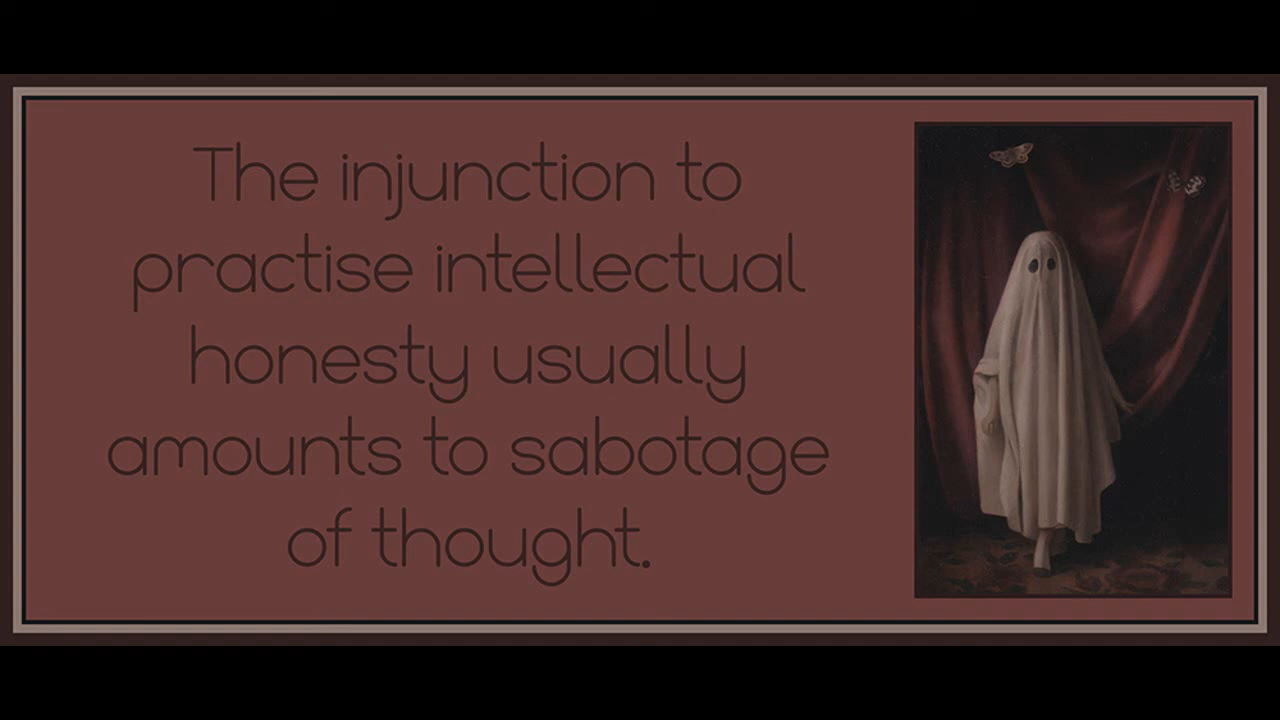 The injunction to
practise intellectual
honesty usually
amounts to sabotage
of thought.